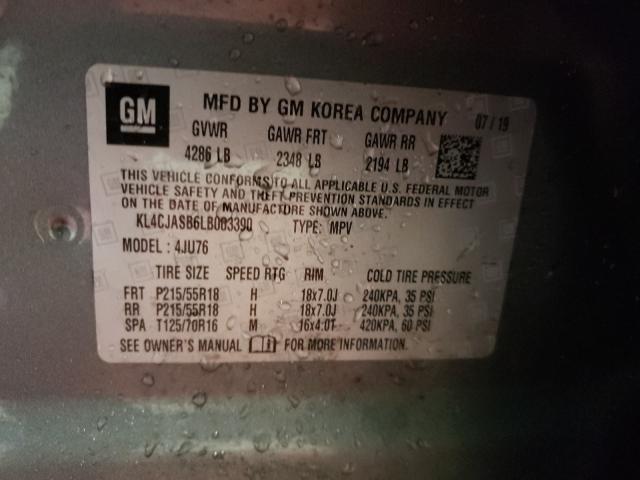 GM
MFD BY GM KOREA COMPANY 07 / 19
GVWR GAWR FRT GAWR RR
4286 LB 2348 LB 2194 LB
THIS VEHICLE CONFORMS TO ALL APPLICABLE U.S. FEDERAL MOTOR
VEHICLE SAFETY AND THEFT PREVENTION STANDARDS IN EFFECT
ON THE DATE OF MANUFACTURE SHOWN ABOVE.
KL4CJASB6LB003390 TYPE: MPV
MODEL : 4JU76
TIRE SIZE SPEED RTG RIM COLD TIRE PRESSURE
FRT P215/55R18 H 18x7.0J 240KPA, 35 PSI
RR P215/55R18 H 18x7.0J 240KPA, 35 PSI
SPA T125/70R16 M 16x4.0T 420KPA, 60 PSI
SEE OWNER'S MANUAL FOR MORE INFORMATION.